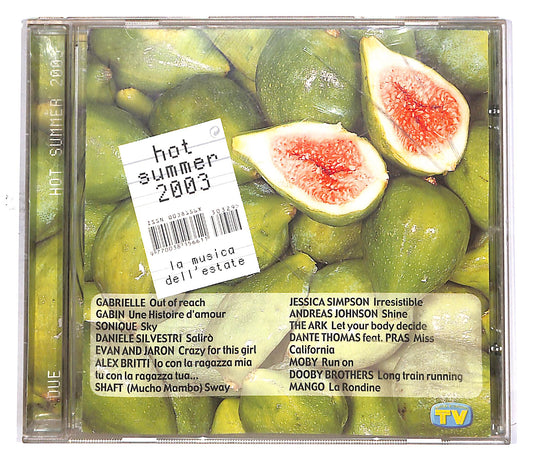 HOT SUMMER 2003
DUE
hot
summer
2003
la musica
dell'estate
GABRIELLE Out of reach
GABIN Une Histoire d'amour
SONIQUE Sky
DANIELE SILVESTRI Salirò
EVAN AND JARON Crazy for this girl
ALEX BRITTI Io con la ragazza mia
tu con la ragazza tua...
SHAFT (Mucho Mambo) Sway
JESSICA SIMPSON Irresistible
ANDREAS JOHNSON Shine
THE ARK Let your body decide
DANTE THOMAS feat. PRAS Miss
California
MOBY Run on
DOOBY BROTHERS Long train running
MANGO La Rondine
TV